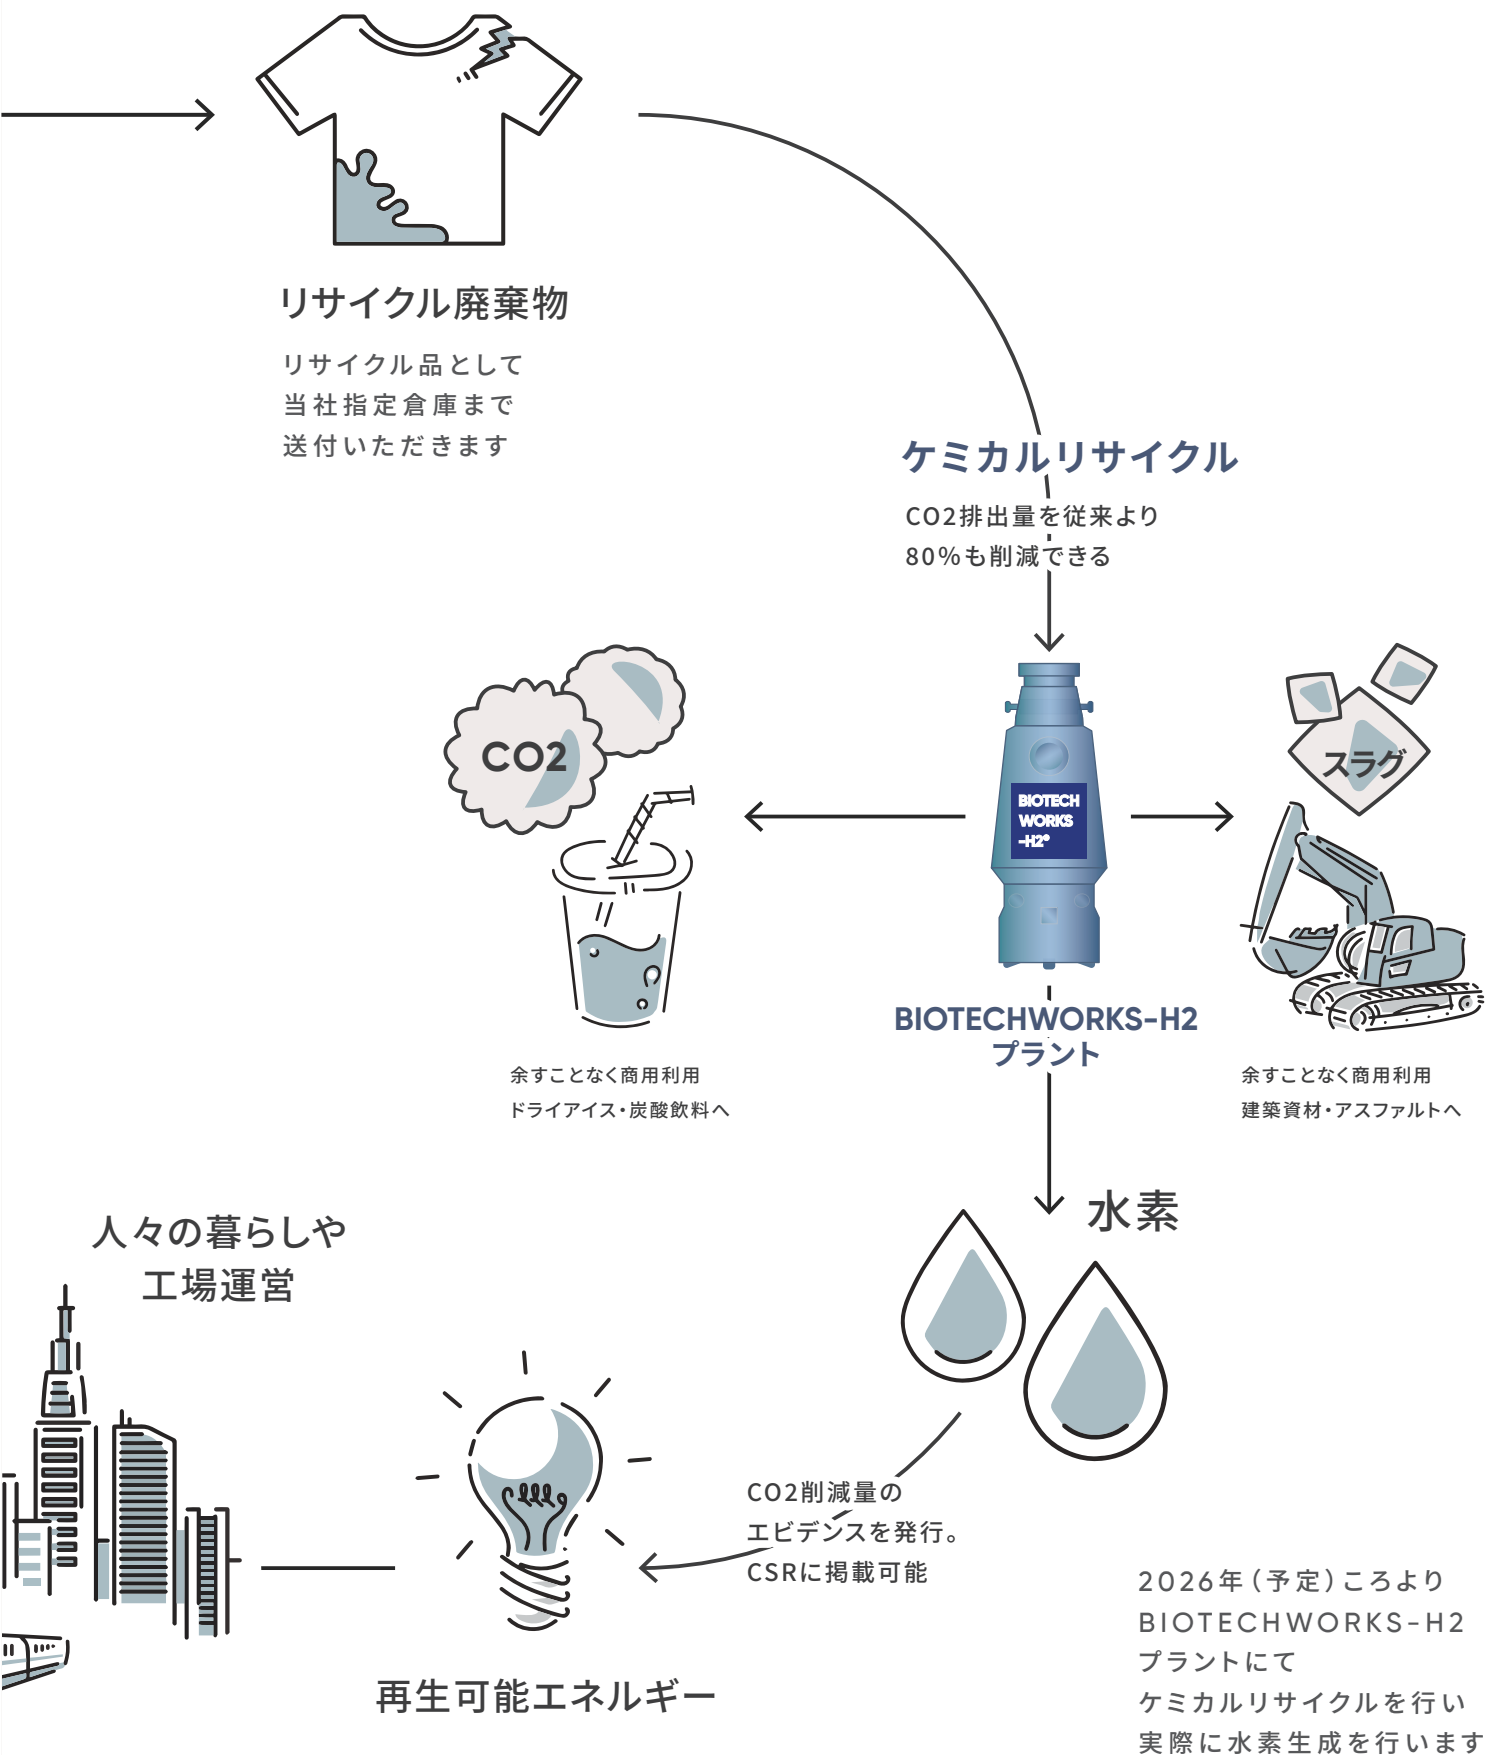 リサイクル廃棄物
リサイクル品として
当社指定倉庫まで
送付いただきます
ケミカルリサイクル
CO2排出量を従来より
80%も削減できる
CO2
BIOTECH
WORKS
-H2®
スラグ
BIOTECHWORKS-H2
プラント
余すことなく商用利用
ドライアイス・炭酸飲料へ
余すことなく商用利用
建築資材・アスファルトへ
水素
人々の暮らしや
工場運営
CO2削減量の
エビデンスを発行。
CSRに掲載可能
再生可能エネルギー
2026年（予定）ころより
BIOTECHWORKS-H2
プラントにて
ケミカルリサイクルを行い
実際に水素生成を行います